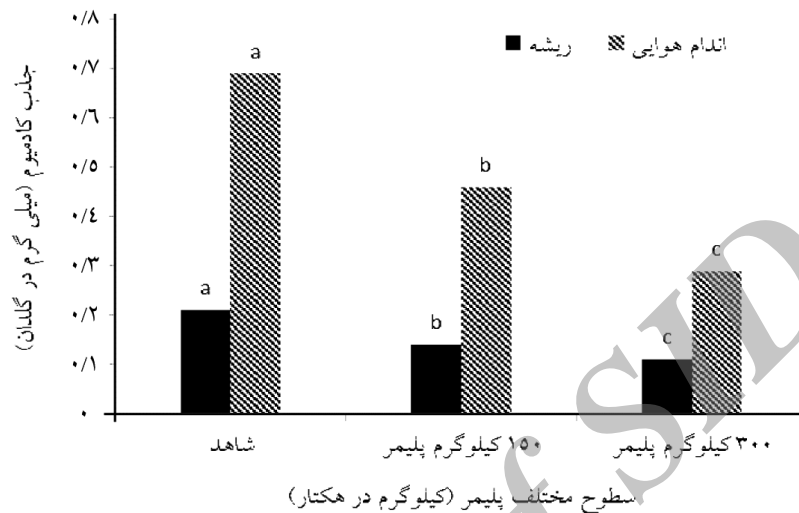 ریشه اندام هوایی
جذب کادمیوم (میلی گرم در گلدان)
۰/۸
۰/۷
۰/٦
۰/۵
۰/٤
۰/۳
۰/۲
۰/۱
۰
a
a
b
b
c
c
شاهد
۱۵۰ کیلوگرم پلیمر
۳۰۰ کیلوگرم پلیمر
سطوح مختلف پلیمر (کیلوگرم در هکتار)
f SID